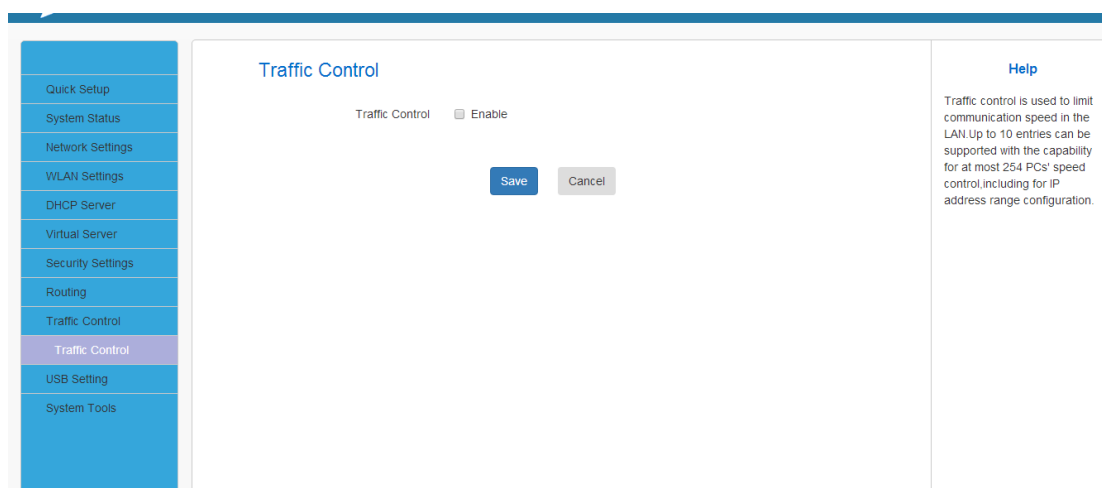 Quick Setup
System Status
Network Settings
WLAN Settings
DHCP Server
Virtual Server
Security Settings
Routing
Traffic Control
Traffic Control
USB Setting
System Tools
Traffic Control
Traffic Control Enable
Save Cancel
Help
Traffic control is used to limit
communication speed in the
LAN.Up to 10 entries can be
supported with the capability
for at most 254 PCs' speed
control,including for IP
address range configuration.